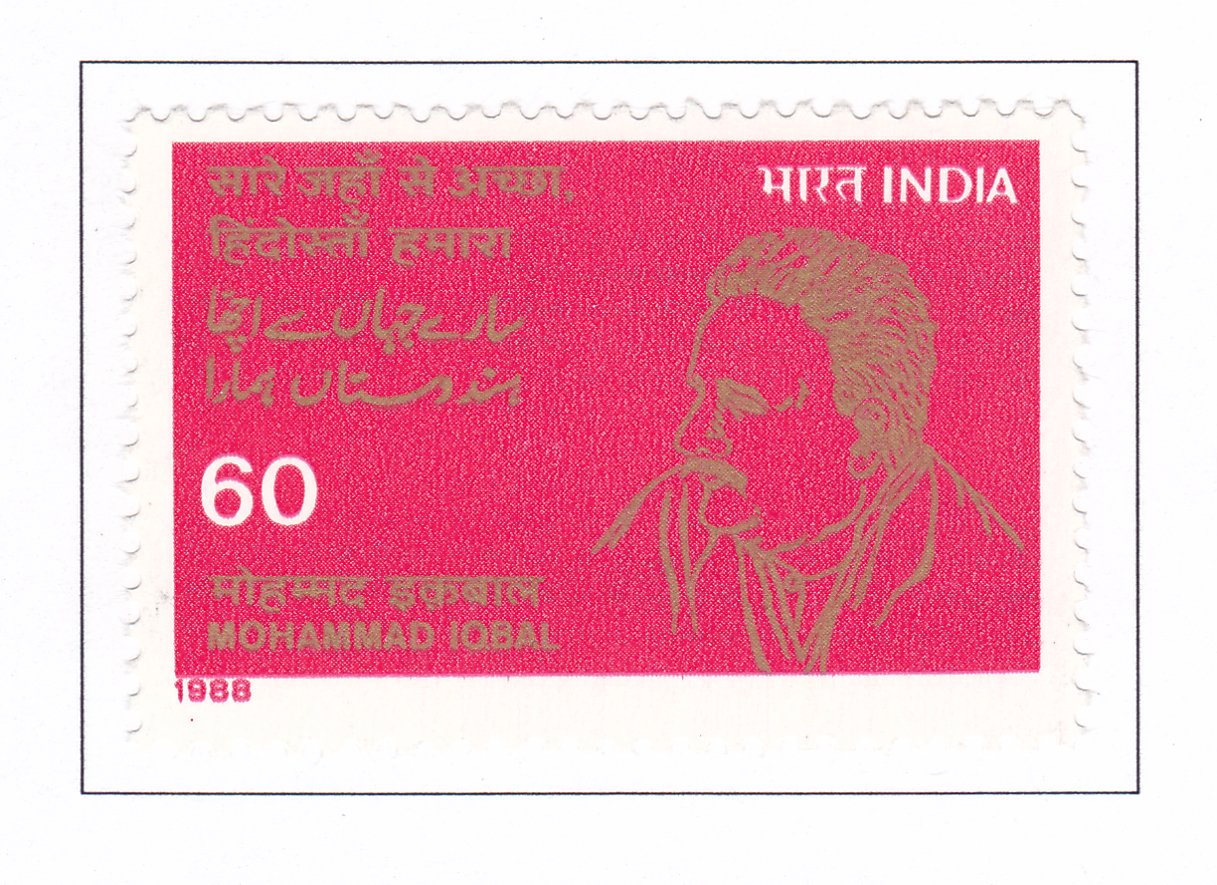 सारे जहाँ से अच्छा,
हिंदोस्ताँ हमारा
سارے جہاں سے اچھا
ہندوستاں ہمارا
60
मोहम्मद इक़बाल
MOHAMMAD IQBAL
1988
भारत INDIA